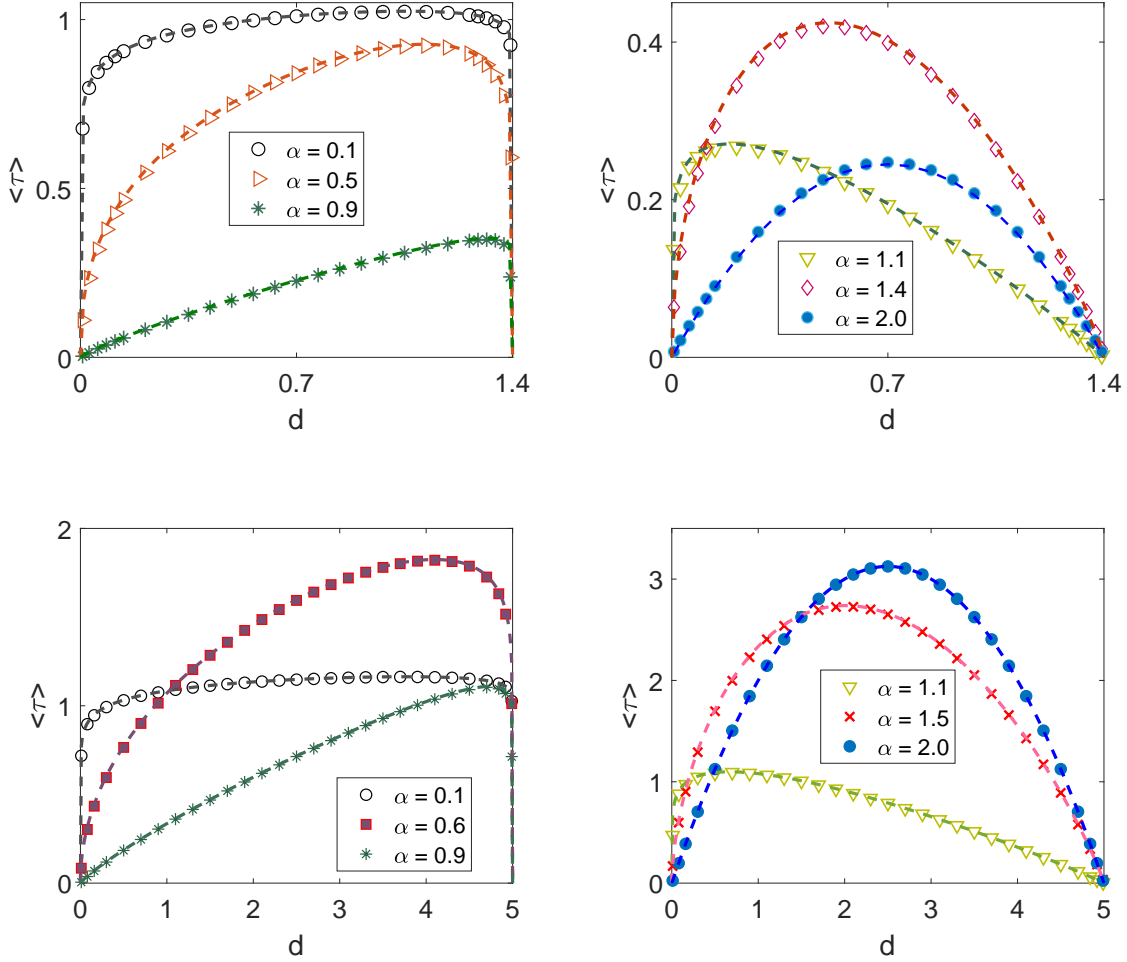 1
0.5
0
<τ>
α = 0.1
α = 0.5
α = 0.9
0
0.7
1.4
d
0.4
0.2
0
<τ>
α = 1.1
α = 1.4
α = 2.0
0
0.7
1.4
d
2
1
0
<τ>
α = 0.1
α = 0.6
α = 0.9
0 1 2 3 4 5
d
3
2
1
0
<τ>
α = 1.1
α = 1.5
α = 2.0
0 1 2 3 4 5
d